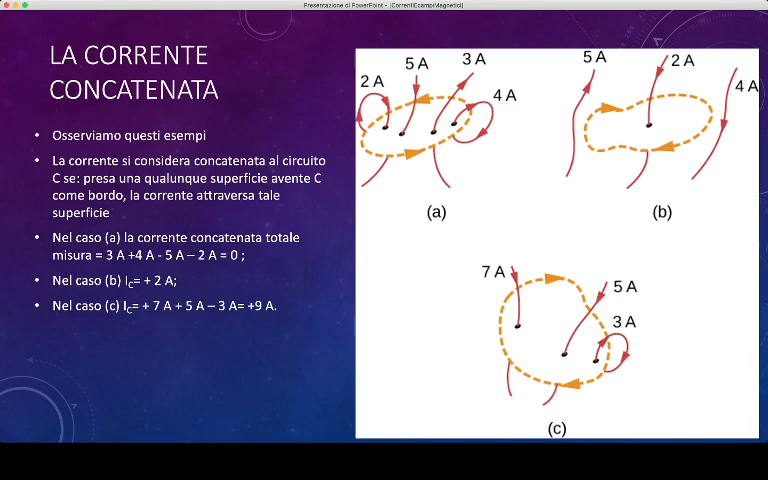 Presentazione di PowerPoint - [CorrentiEcampiMagnetici]
LA CORRENTE
CONCATENATA
• Osserviamo questi esempi
• La corrente si considera concatenata al circuito
C se: presa una qualunque superficie avente C
come bordo, la corrente attraversa tale
superficie
• Nel caso (a) la corrente concatenata totale
misura = 3 A +4 A - 5 A – 2 A = 0 ;
• Nel caso (b) IC= + 2 A;
• Nel caso (c) IC= + 7 A + 5 A – 3 A= +9 A.
2 A
5 A
3 A
4 A
(a)
5 A
2 A
4 A
(b)
7 A
5 A
3 A
(c)